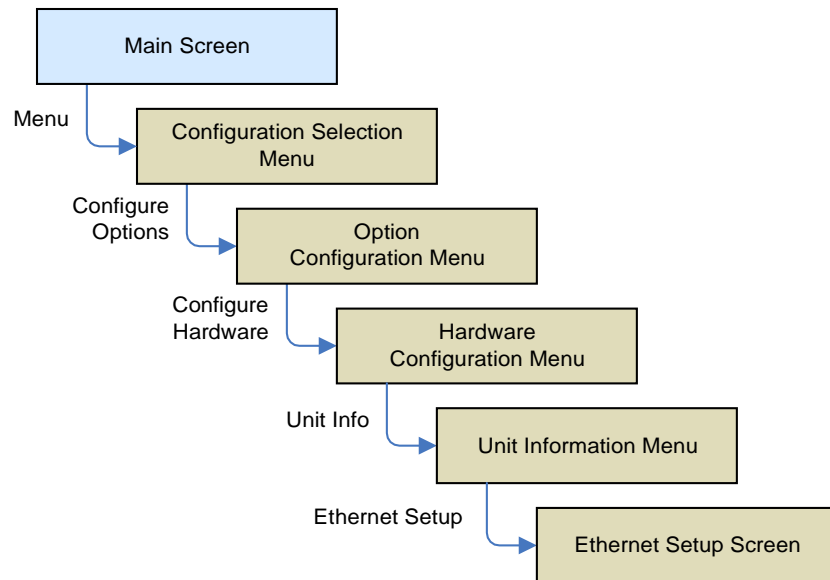 Main Screen
Menu
Configuration Selection
Menu
Configure
Options
Option
Configuration Menu
Configure
Hardware
Hardware
Configuration Menu
Unit Info
Unit Information Menu
Ethernet Setup
Ethernet Setup Screen